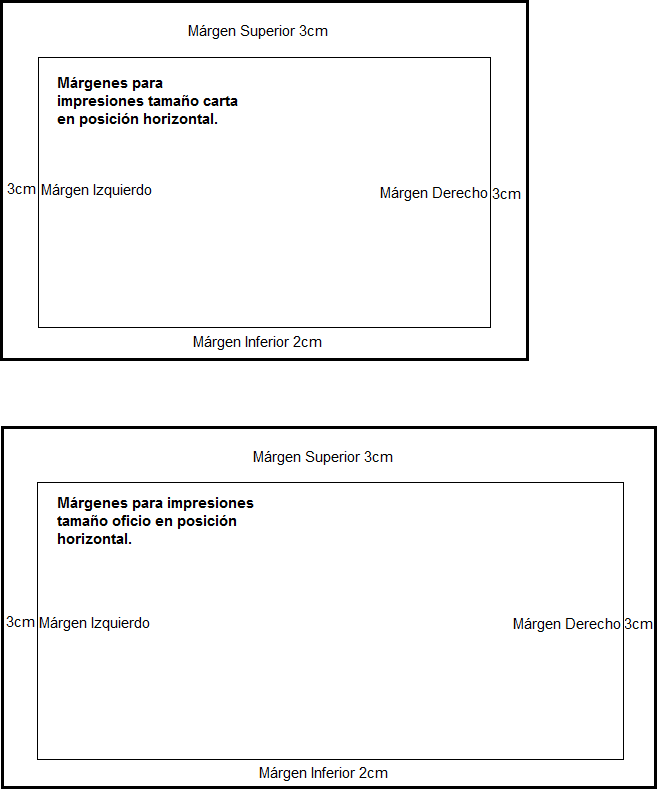 Márgen Superior 3cm
Márgenes para
impresiones tamaño carta
en posición horizontal.
3cm Márgen Izquierdo
Márgen Derecho 3cm
Márgen Inferior 2cm
Márgen Superior 3cm
Márgenes para impresiones
tamaño oficio en posición
horizontal.
3cm Márgen Izquierdo
Márgen Derecho 3cm
Márgen Inferior 2cm